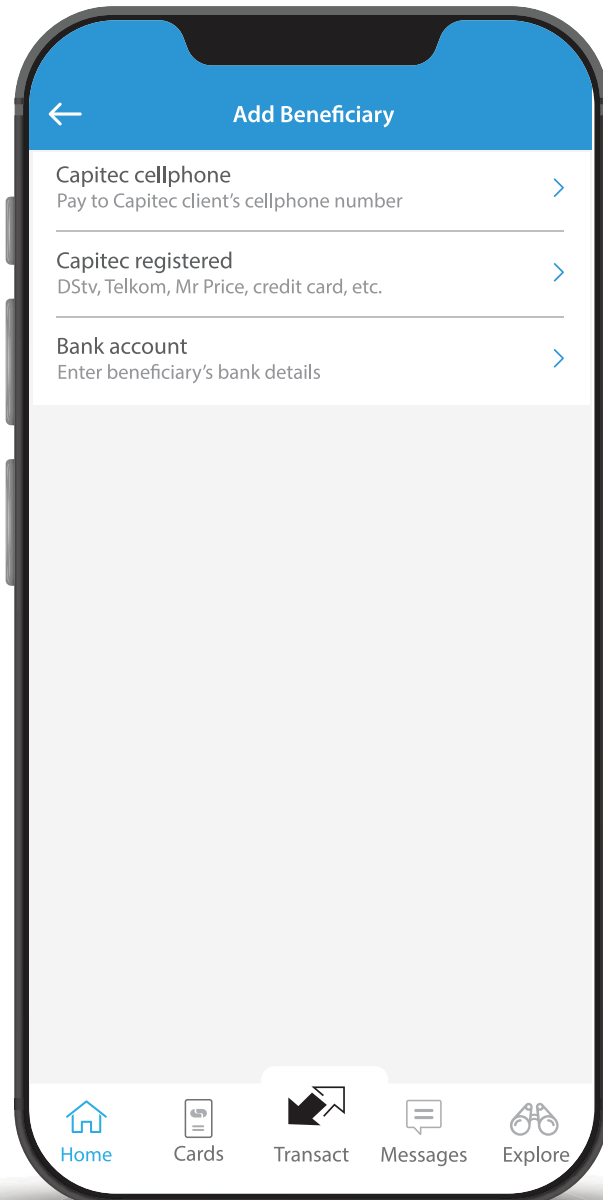 Add Beneficiary
Capitec cellphone
Pay to Capitec client's cellphone number
Capitec registered
DStv, Telkom, Mr Price, credit card, etc.
Bank account
Enter beneficiary's bank details
Home
Cards
Transact
Messages
Explore